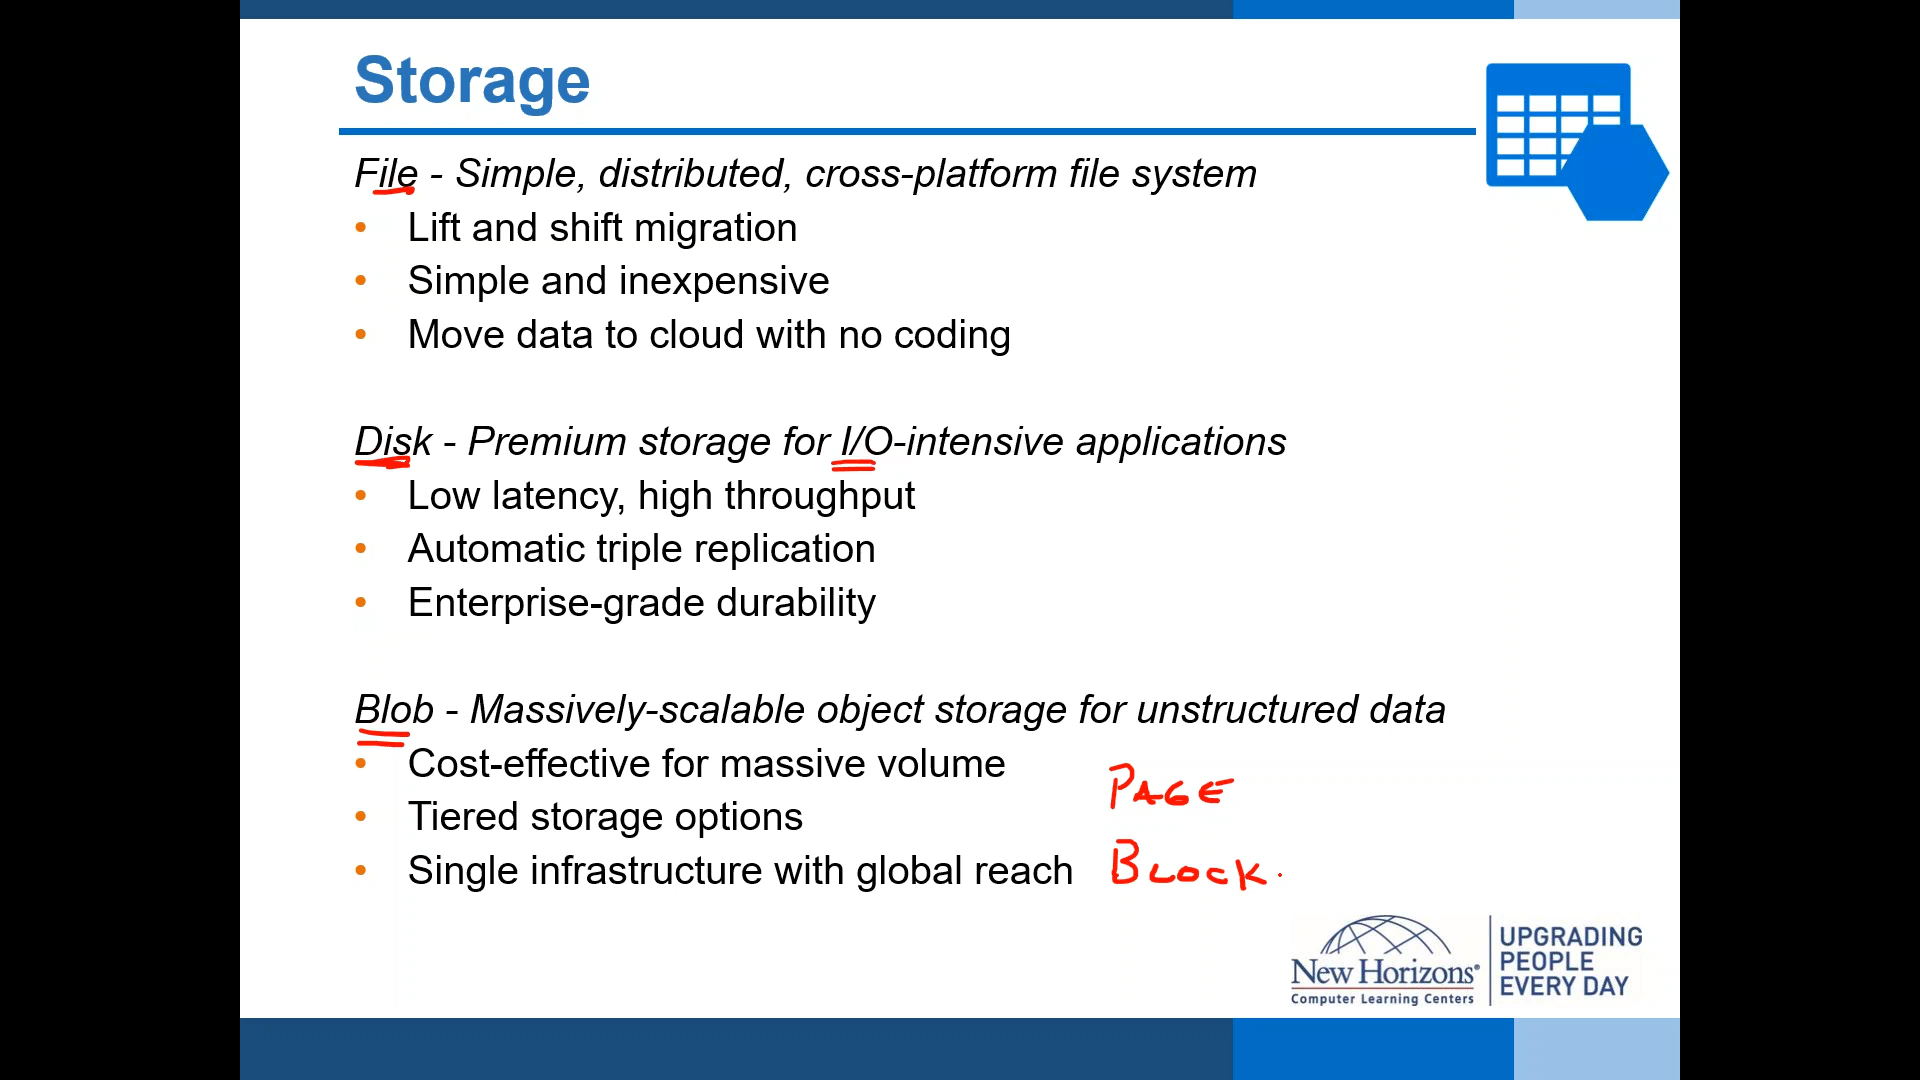 Storage
File - Simple, distributed, cross-platform file system
• Lift and shift migration
• Simple and inexpensive
• Move data to cloud with no coding
Disk - Premium storage for I/O-intensive applications
• Low latency, high throughput
• Automatic triple replication
• Enterprise-grade durability
Blob - Massively-scalable object storage for unstructured data
• Cost-effective for massive volume
• Tiered storage options
• Single infrastructure with global reach
PAGE
BLOCK
New Horizons®
Computer Learning Centers
UPGRADING
PEOPLE
EVERY DAY